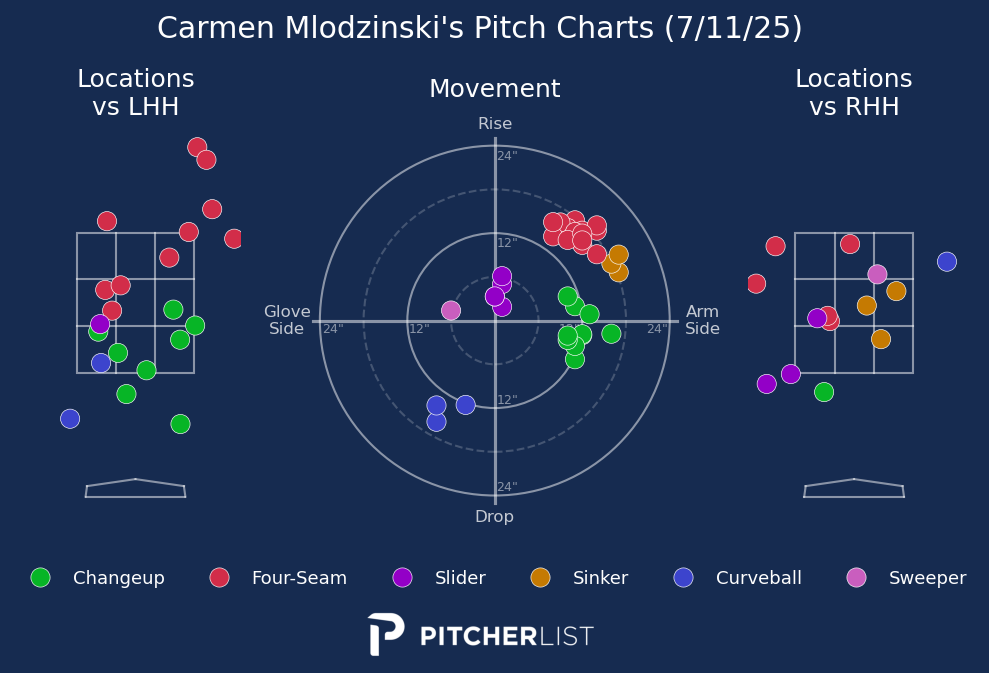 Carmen Mlodzinski's Pitch Charts (7/11/25)
Locations
vs LHH
Movement
Locations
vs RHH
Rise
24"
12"
Glove
Side
24"
12"
12"
24"
Arm
Side
12"
24"
Drop
Changeup
Four-Seam
Slider
Sinker
Curveball
Sweeper
PITCHERLIST